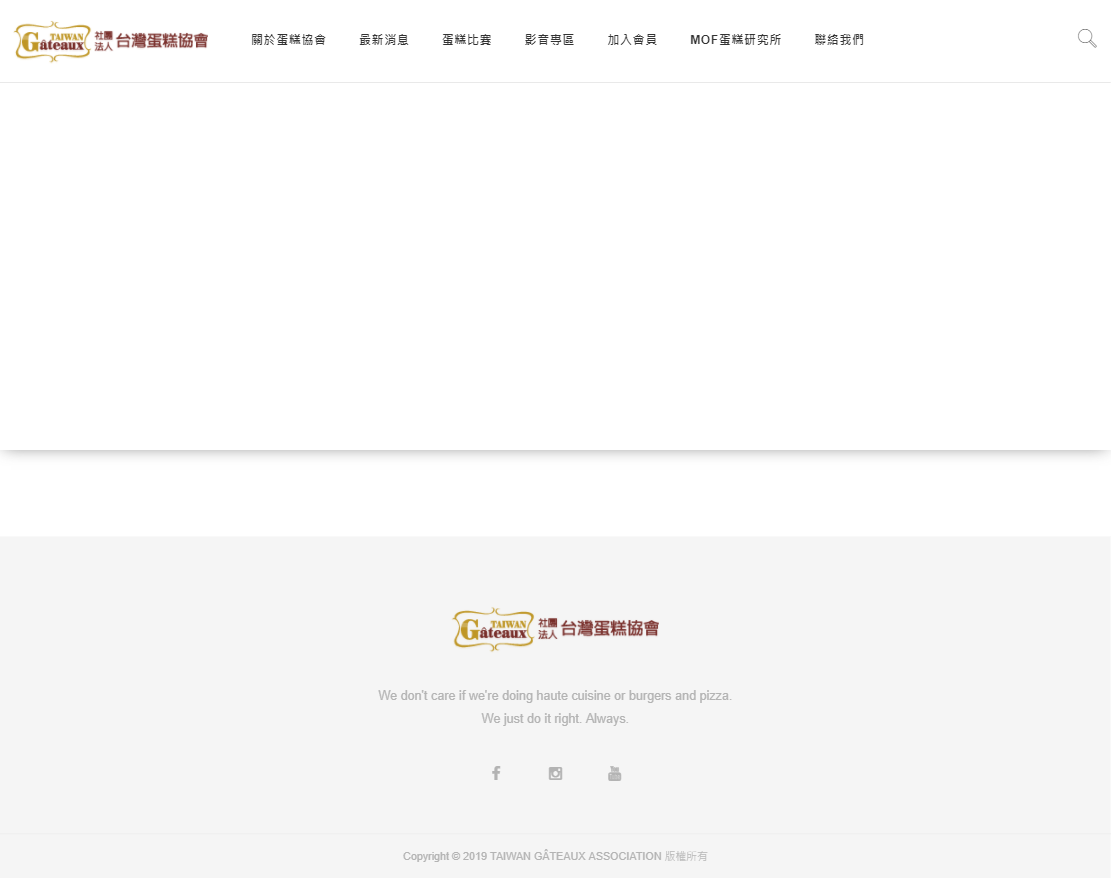 TAIWAN
Gâteaux
社團
法人
台灣蛋糕協會
關於蛋糕協會
最新消息
蛋糕比賽
影音專區
加入會員
MOF蛋糕研究所
聯絡我們
TAIWAN
Gâteaux
社團
法人
台灣蛋糕協會
We don't care if we're doing haute cuisine or burgers and pizza.
We just do it right. Always.
Copyright © 2019 TAIWAN GÂTEAUX ASSOCIATION 版權所有